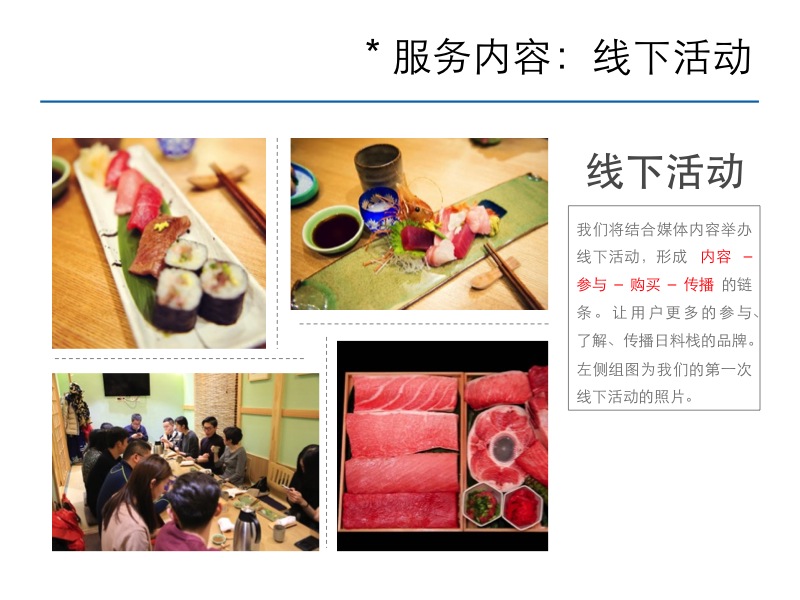 * 服务内容：线下活动
线下活动
我们将结合媒体内容举办
线下活动，形成 内容 –
参与 – 购买 – 传播 的链
条。让用户更多的参与、
了解、传播日料栈的品牌。
左侧组图为我们的第一次
线下活动的照片。